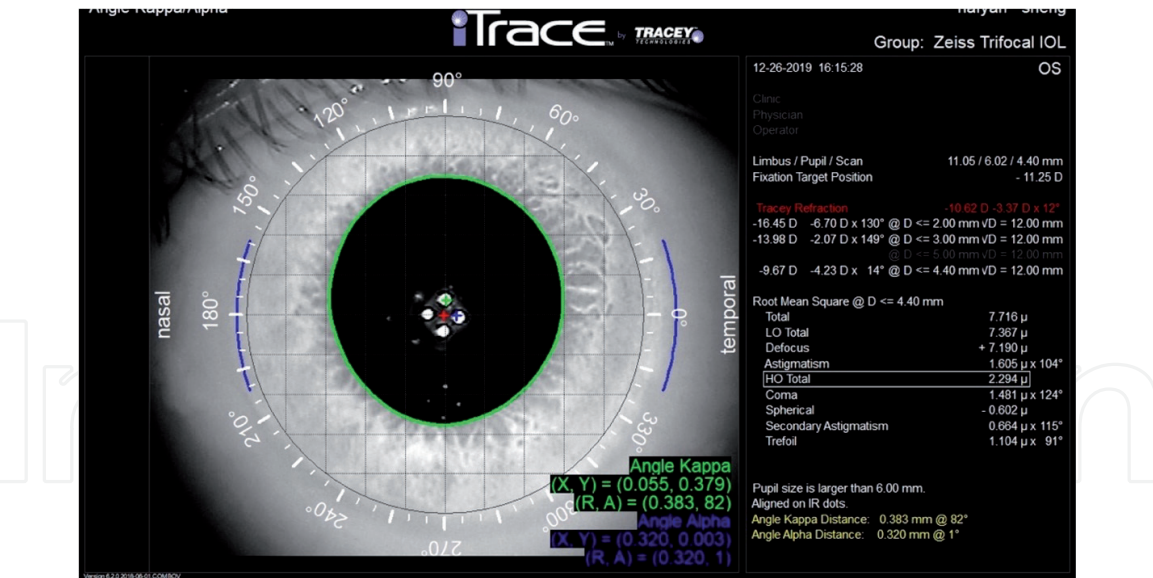 Angle Kappa/Alpha
haiyan sheng
iTrace™ by TRACEY TECHNOLOGIES
Group: Zeiss Trifocal IOL
12-26-2019 16:15:28 OS
Clinic
Physician
Operator
Limbus / Pupil / Scan 11.05 / 6.02 / 4.40 mm
Fixation Target Position - 11.25 D
Tracey Refraction -10.62 D -3.37 D x 12°
-16.45 D -6.70 D x 130° @ D <= 2.00 mm √D = 12.00 mm
-13.98 D -2.07 D x 149° @ D <= 3.00 mm √D = 12.00 mm
@ D <= 5.00 mm √D = 12.00 mm
-9.67 D -4.23 D x 14° @ D <= 4.40 mm √D = 12.00 mm
Root Mean Square @ D <= 4.40 mm
Total 7.716 µ
LO Total 7.367 µ
Defocus + 7.190 µ
Astigmatism 1.605 µ x 104°
HO Total 2.294 µ
Coma 1.481 µ x 124°
Spherical - 0.602 µ
Secondary Astigmatism 0.664 µ x 115°
Trefoil 1.104 µ x 91°
Pupil size is larger than 6.00 mm.
Aligned on IR dots.
Angle Kappa Distance: 0.383 mm @ 82°
Angle Alpha Distance: 0.320 mm @ 1°
90°
120°
60°
150°
30°
nasal
180°
0°
temporal
210°
330°
240°
300°
270°
Angle Kappa
(X, Y) = (0.055, 0.379)
(R, A) = (0.383, 82)
Angle Alpha
(X, Y) = (0.320, 0.003)
(R, A) = (0.320, 1)